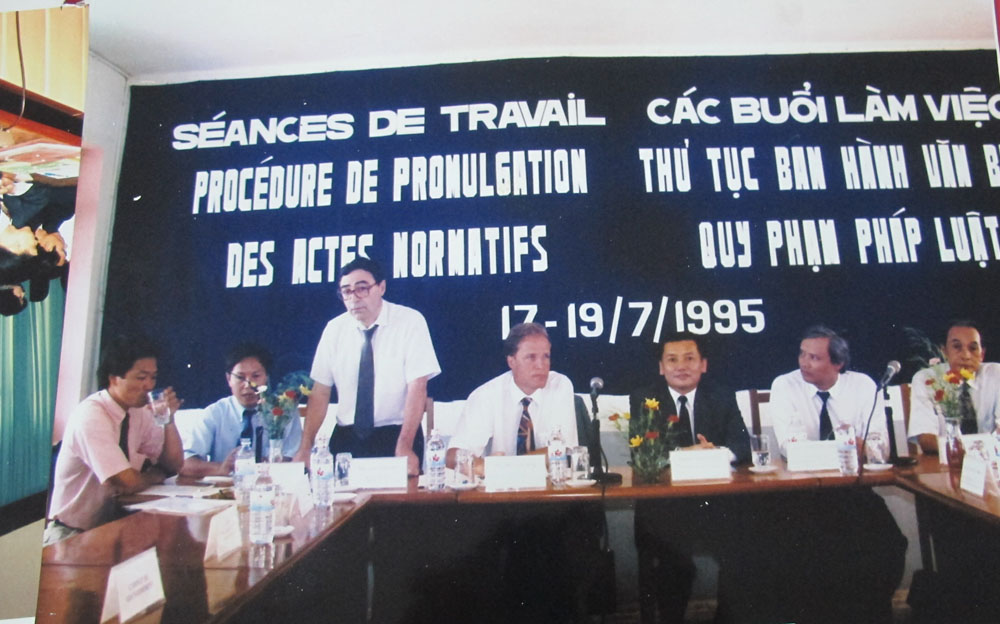 SÉANCES DE TRAVAIL
PROCÉDURE DE PROMULGATION
DES ACTES NORMATIFS
CÁC BUỔI LÀM VIỆC
THỦ TỤC BAN HÀNH VĂN
QUY PHẠM PHÁP LUẬT
17-19/7/1995